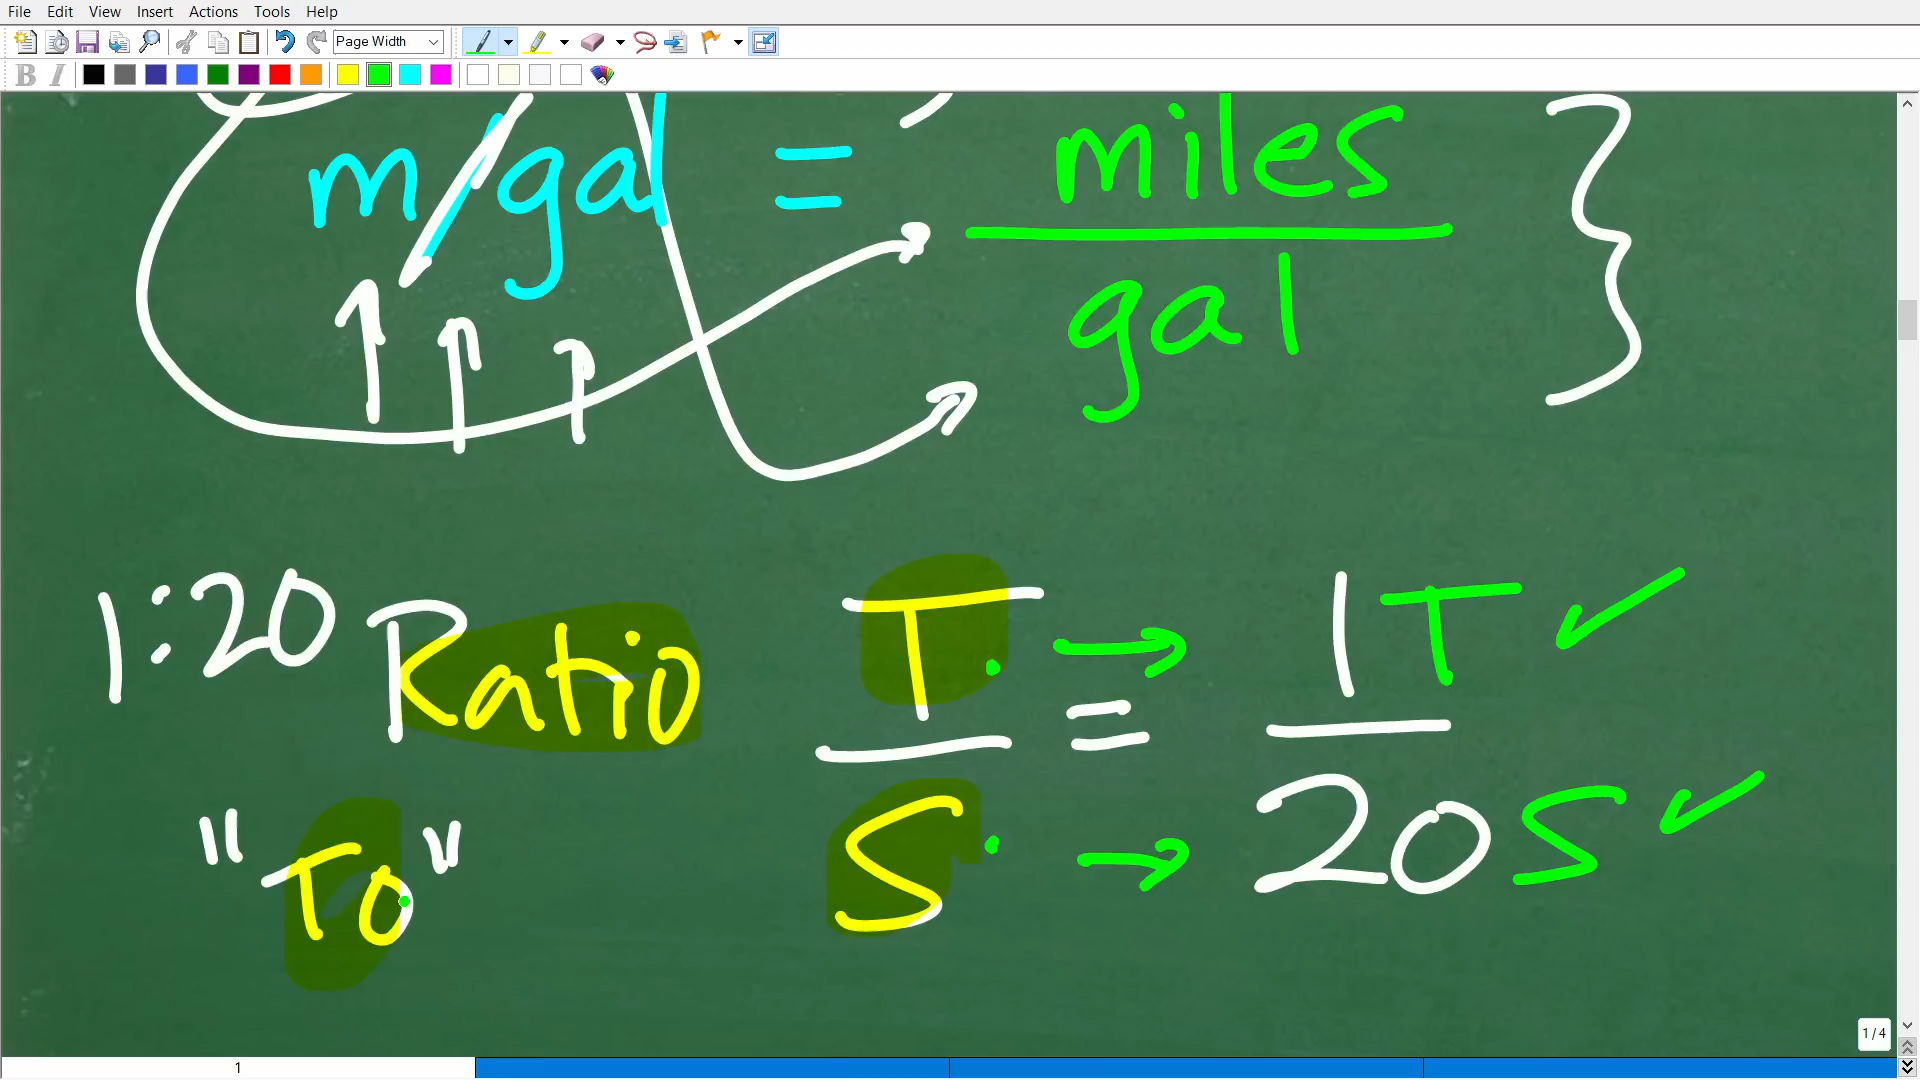 File Edit View Insert Actions Tools Help
Page Width
B I
m/gal = miles/gal
1:20 Ratio T/S = 1T/20S
"To"
1 / 4
1